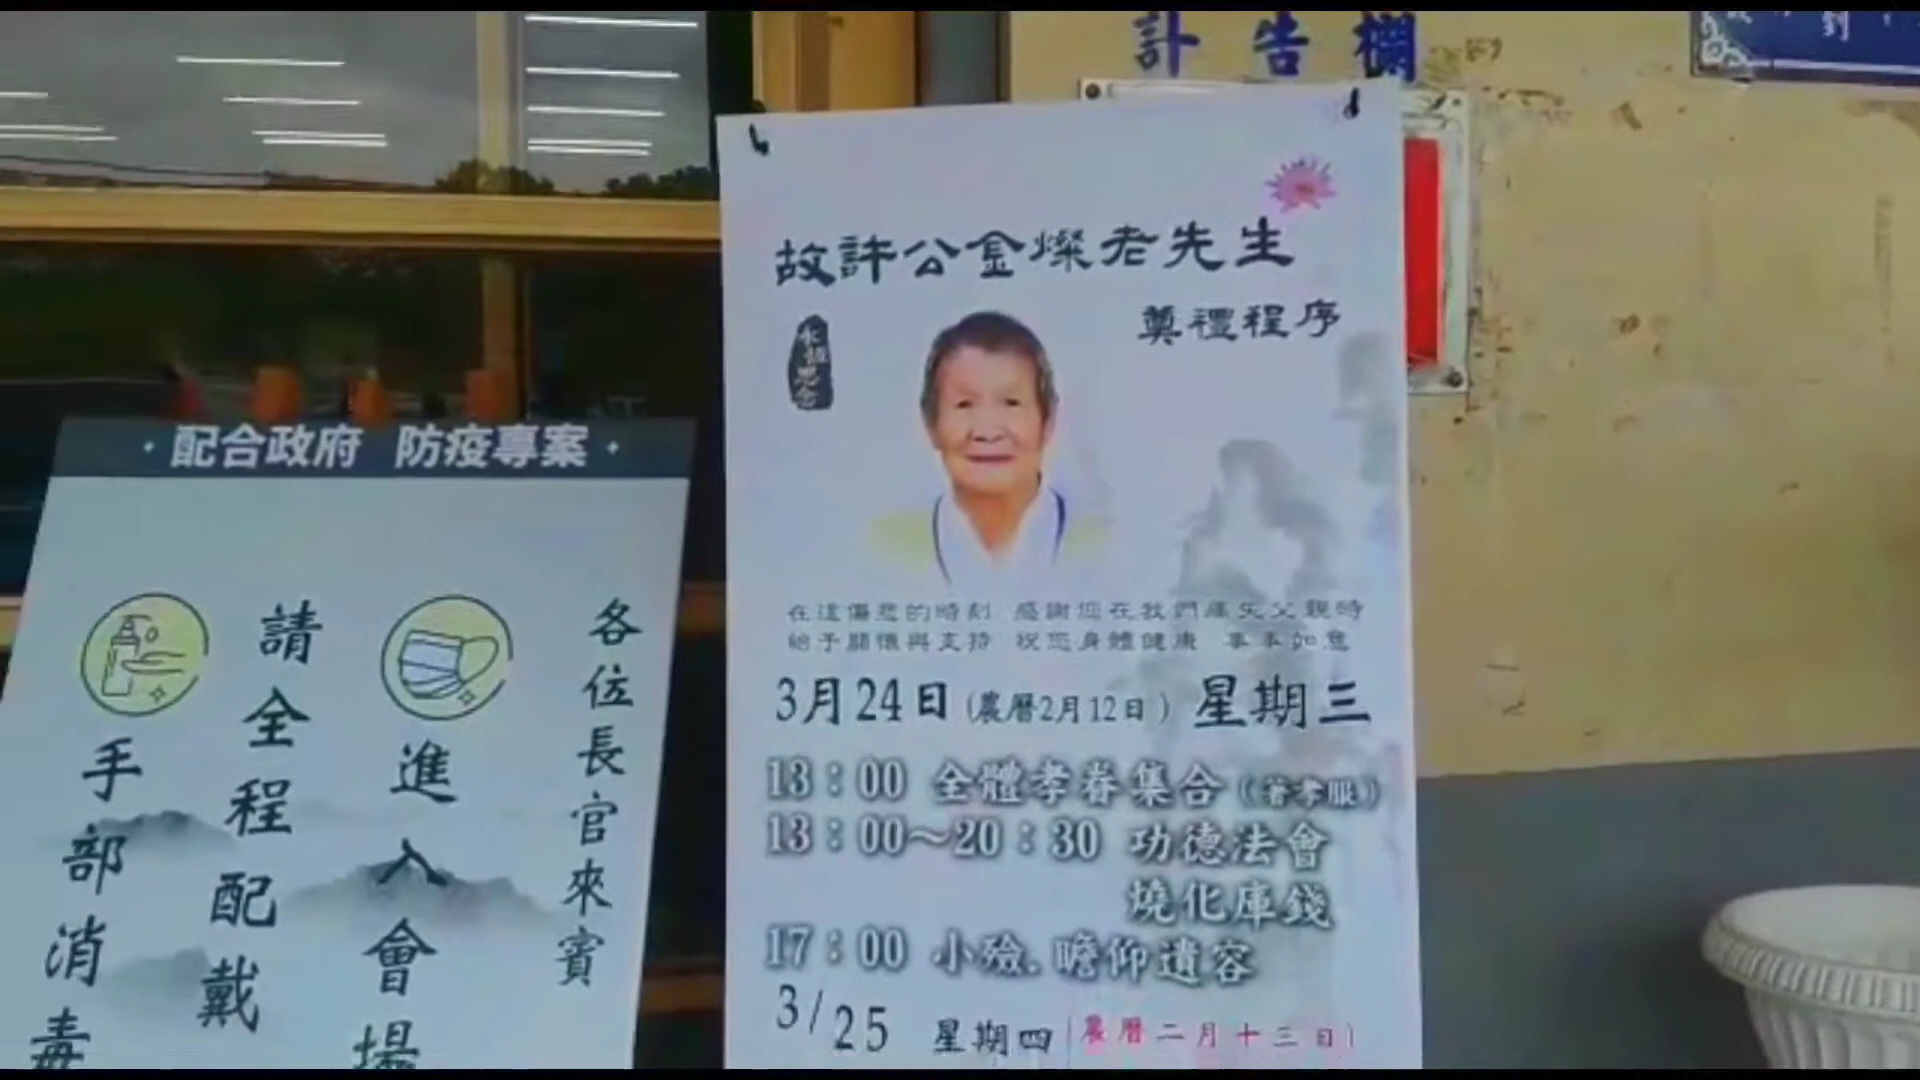 訃告欄
故許公金燦老先生
奠禮程序
永銘思念
在這傷悲的時刻 感謝您在我們痛失父親時
給予關懷與支持 祝您身體健康 事事如意
3月24日(農曆2月12日) 星期三
13:00 全體孝眷集合(著孝服)
13:00~20:30 功德法會
燒化庫錢
17:00 小殮.瞻仰遺容
3/25 星期四(農曆二月十三日)
·配合政府 防疫專案·
各位長官來賓
進入會場
請全程配戴
手部消毒